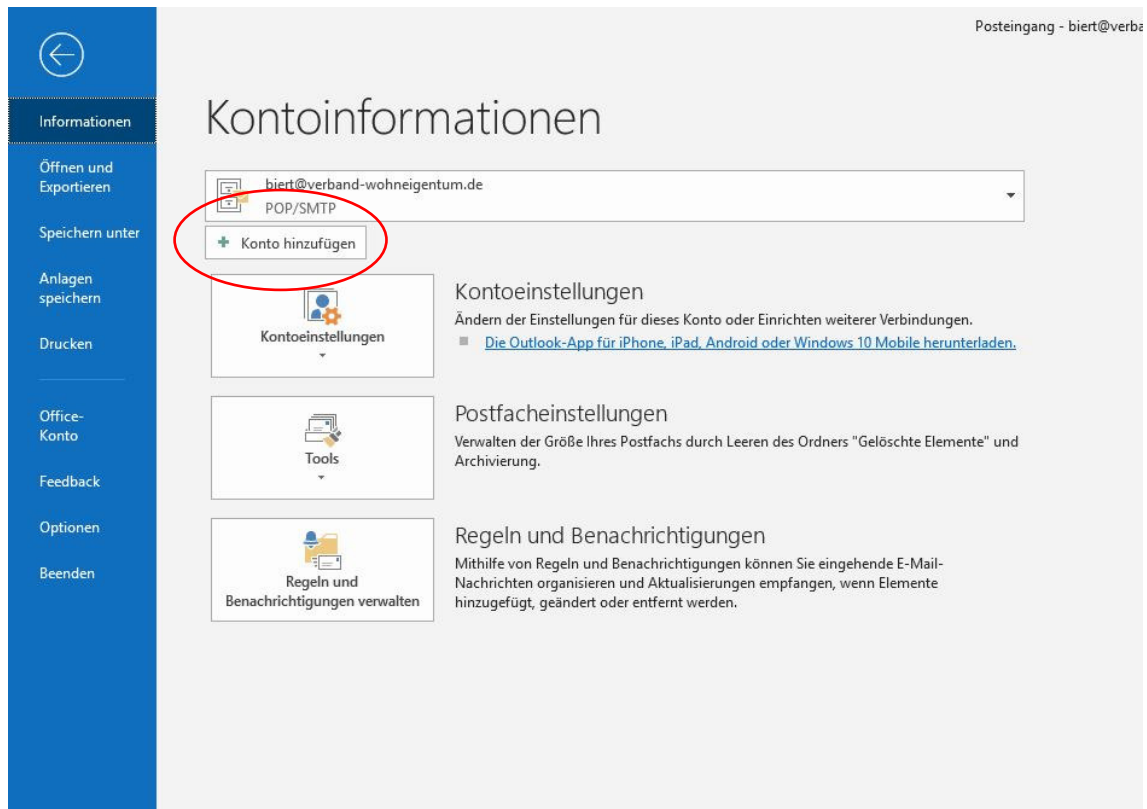 Posteingang - biert@verba
Informationen
Öffnen und
Exportieren
Speichern unter
Anlagen
speichern
Drucken
Office-
Konto
Feedback
Optionen
Beenden
Kontoinformationen
biert@verband-wohneigentum.de
POP/SMTP
Konto hinzufügen
Kontoeinstellungen
Kontoeinstellungen
Ändern der Einstellungen für dieses Konto oder Einrichten weiterer Verbindungen.
Die Outlook-App für iPhone, iPad, Android oder Windows 10 Mobile herunterladen.
Tools
Postfacheinstellungen
Verwalten der Größe Ihres Postfachs durch Leeren des Ordners "Gelöschte Elemente" und
Archivierung.
Regeln und
Benachrichtigungen verwalten
Regeln und Benachrichtigungen
Mithilfe von Regeln und Benachrichtigungen können Sie eingehende E-Mail-
Nachrichten organisieren und Aktualisierungen empfangen, wenn Elemente
hinzugefügt, geändert oder entfernt werden.